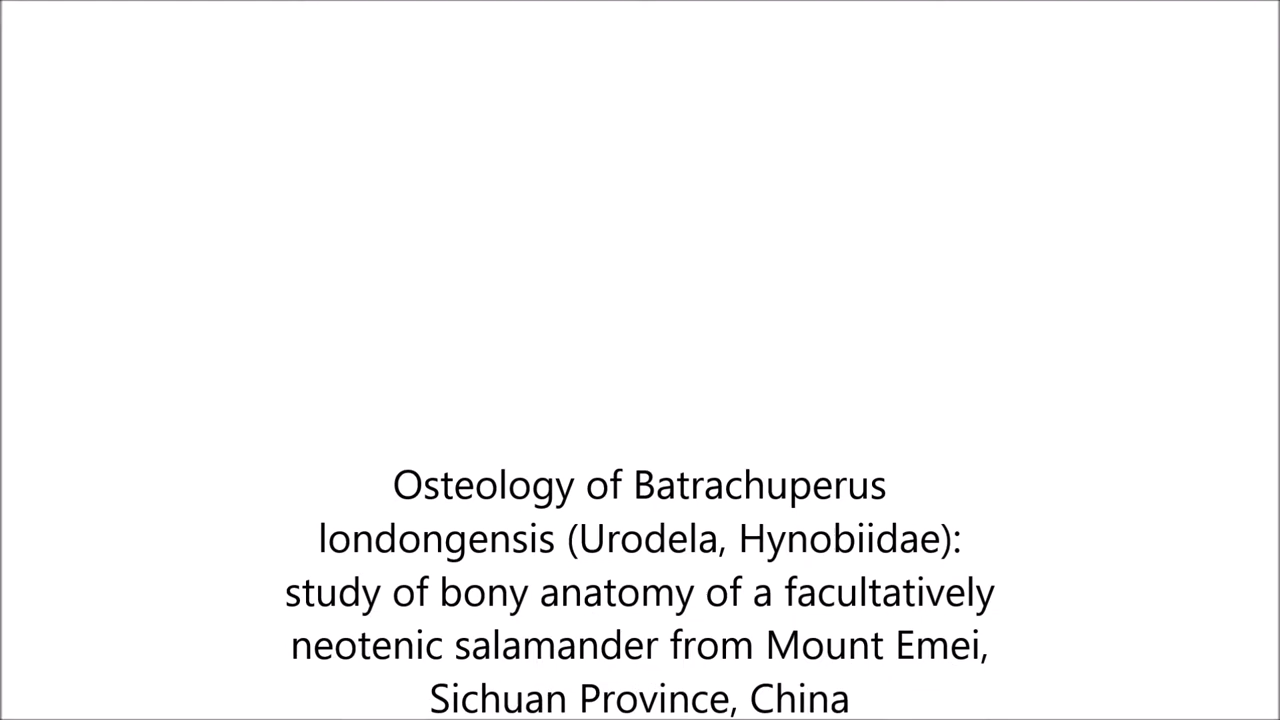 Osteology of Batrachuperus
londongensis (Urodela, Hynobiidae):
study of bony anatomy of a facultatively
neotenic salamander from Mount Emei,
Sichuan Province, China